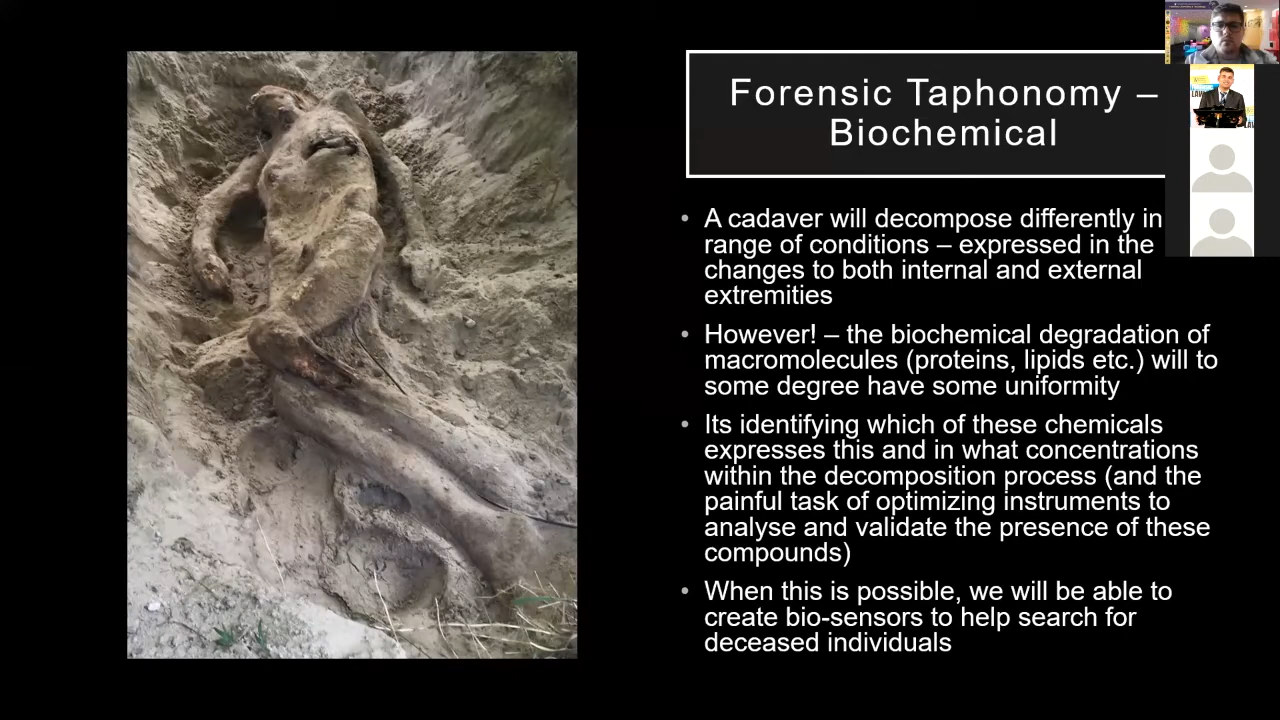 Forensic Taphonomy –
Biochemical
• A cadaver will decompose differently in
range of conditions – expressed in the
changes to both internal and external
extremities
• However! – the biochemical degradation of
macromolecules (proteins, lipids etc.) will to
some degree have some uniformity
• Its identifying which of these chemicals
expresses this and in what concentrations
within the decomposition process (and the
painful task of optimizing instruments to
analyse and validate the presence of these
compounds)
• When this is possible, we will be able to
create bio-sensors to help search for
deceased individuals